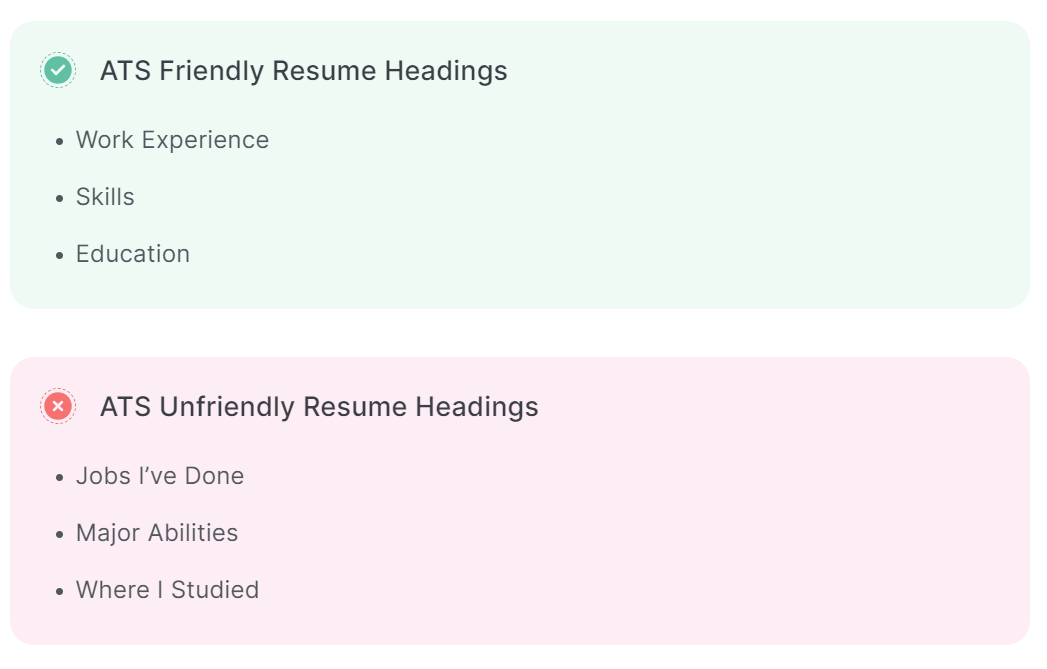 ATS Friendly Resume Headings
• Work Experience
• Skills
• Education
ATS Unfriendly Resume Headings
• Jobs I’ve Done
• Major Abilities
• Where I Studied